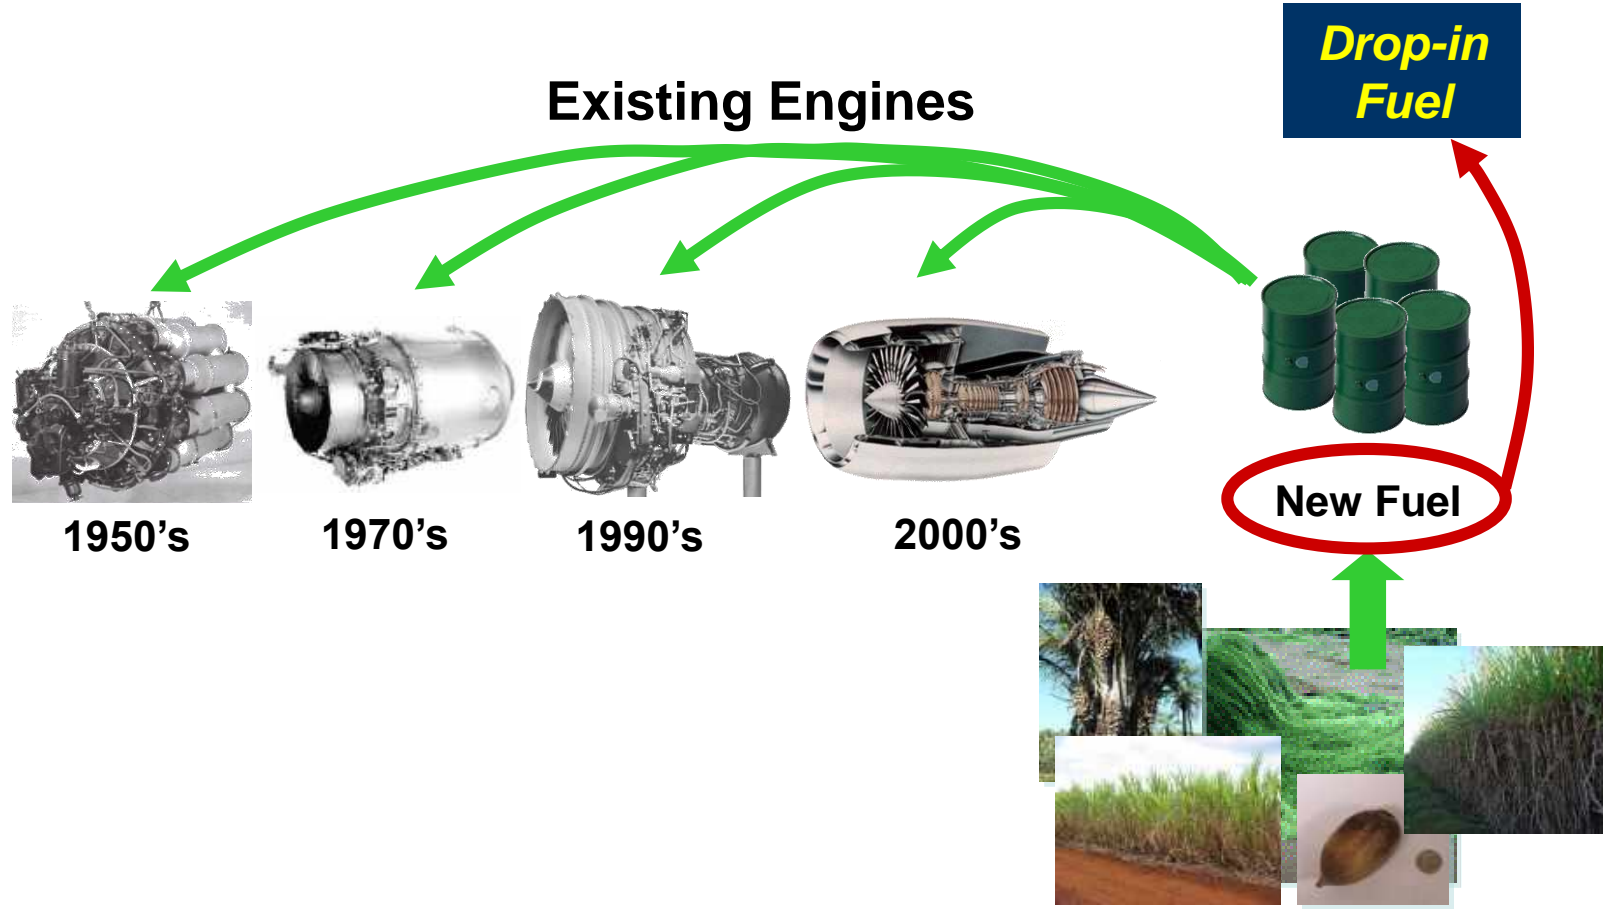 Drop-in
Fuel
Existing Engines
1950’s
1970’s
1990’s
2000’s
New Fuel